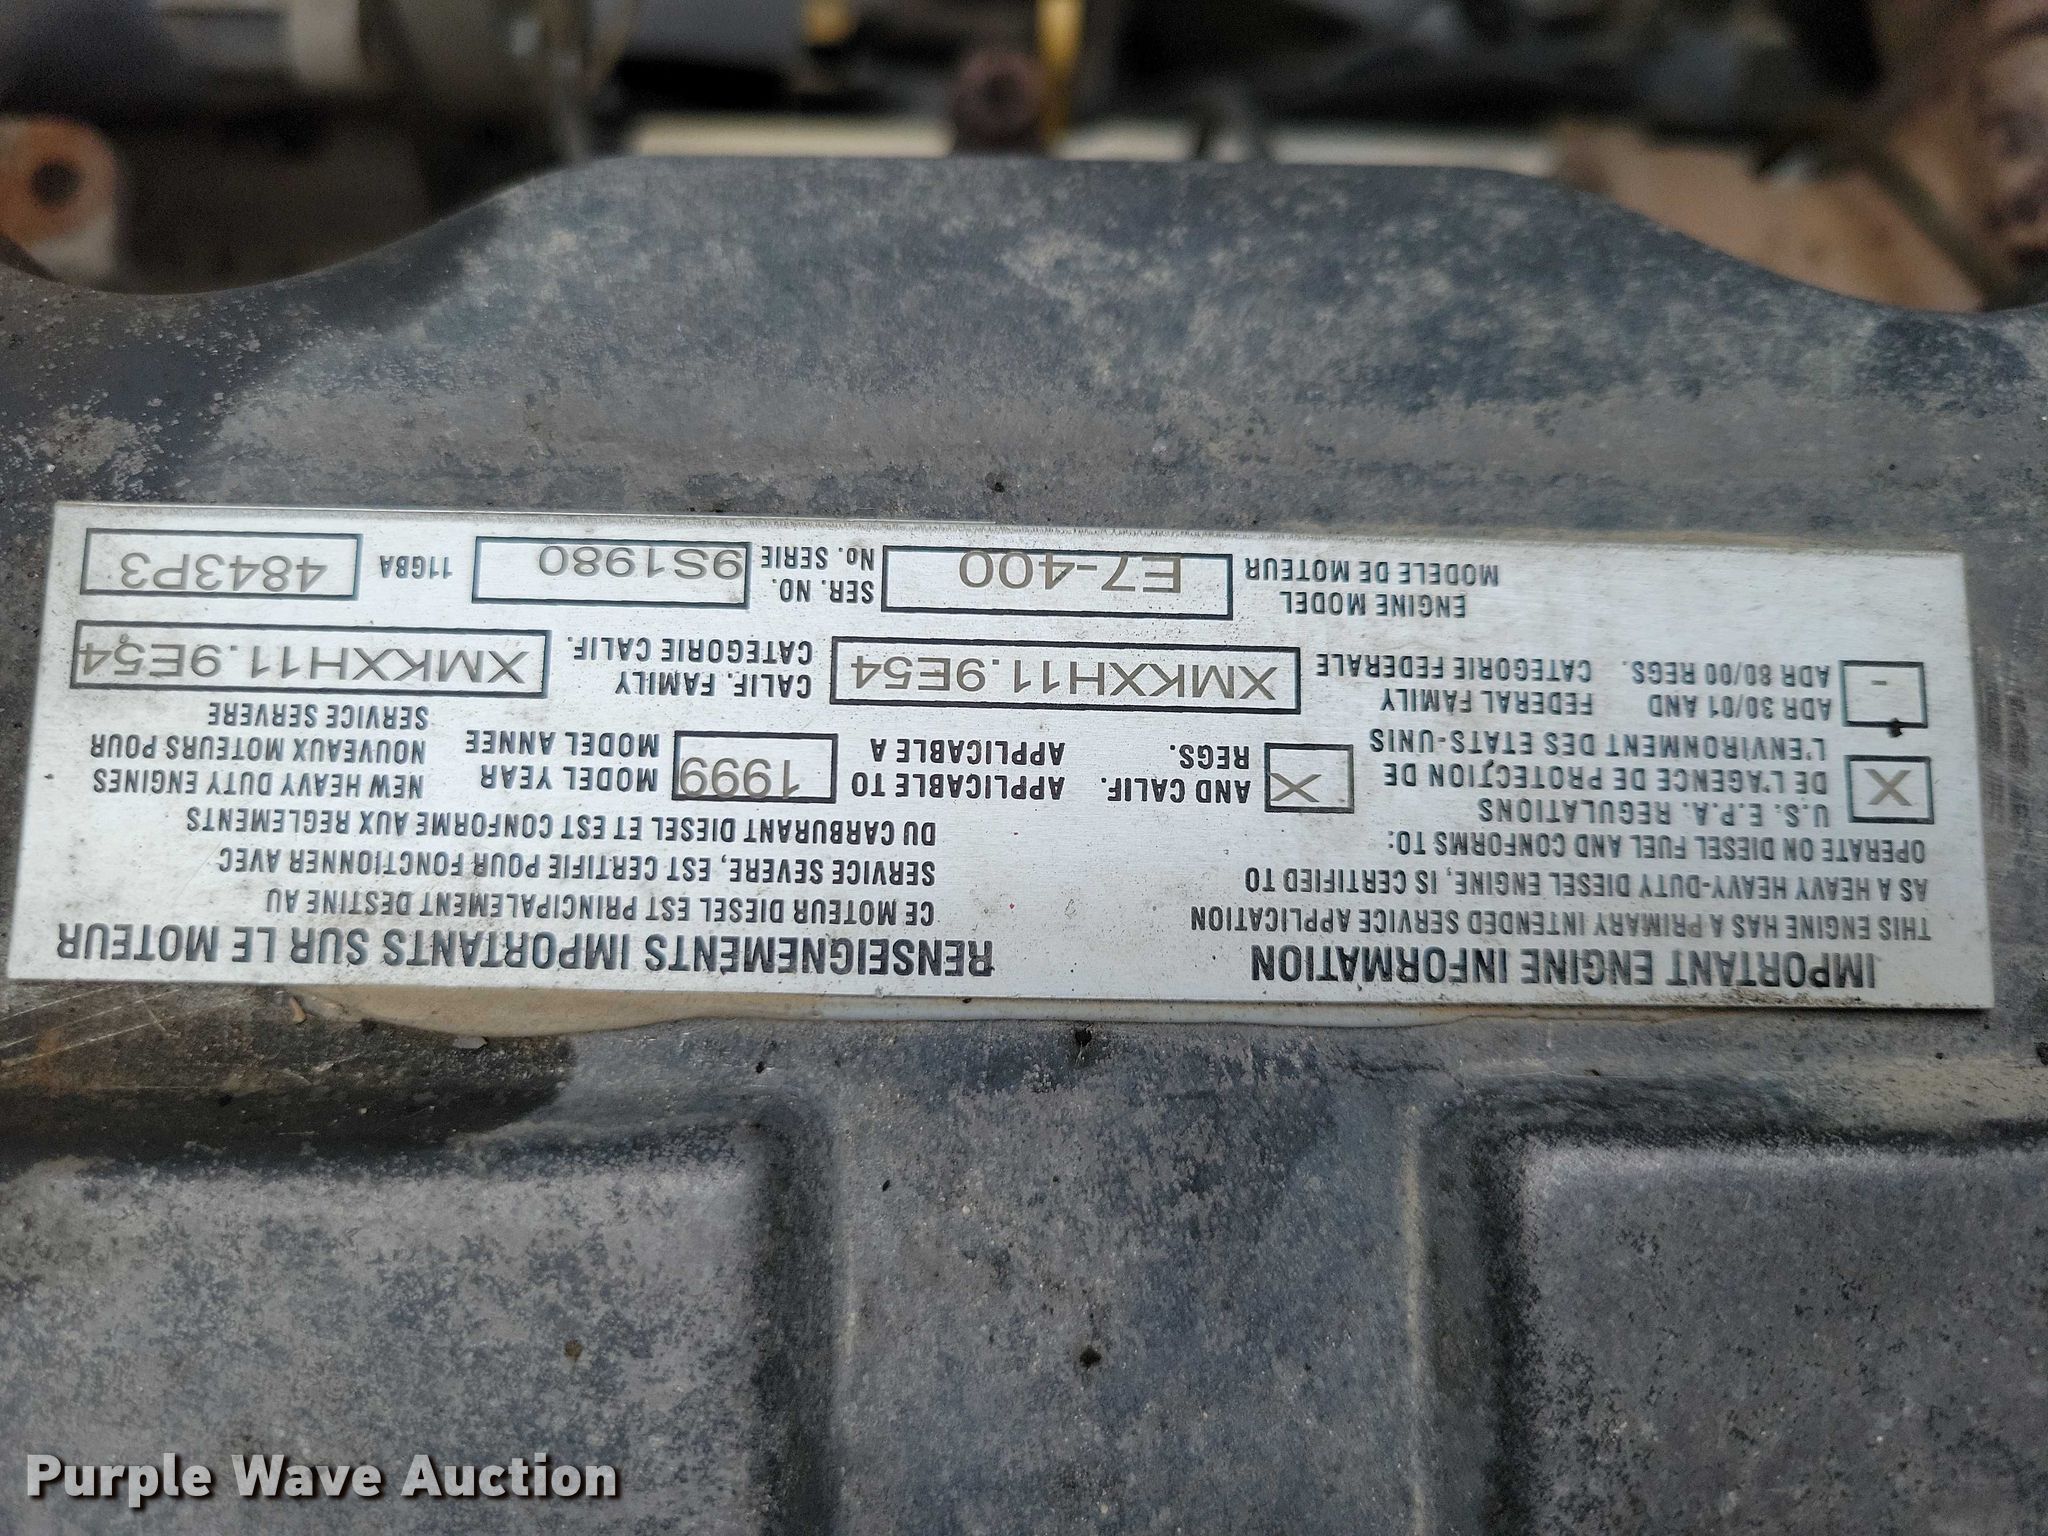 IMPORTANT ENGINE INFORMATION
THIS ENGINE HAS A PRIMARY INTENDED SERVICE APPLICATION
AS A HEAVY HEAVY-DUTY DIESEL ENGINE, IS CERTIFIED TO
OPERATE ON DIESEL FUEL AND CONFORMS TO:
X U.S. E.P.A. REGULATIONS
DE L'AGENCE DE PROTECTION DE
L'ENVIRONMENT DES ETATS-UNIS
X AND CALIF.
REGS.
- ADR 30/01 AND
ADR 80/00 REGS.
RENSEIGNEMENTS IMPORTANTS SUR LE MOTEUR
CE MOTEUR DIESEL EST PRINCIPALEMENT DESTINE AU
SERVICE SEVERE, EST CERTIFIE POUR FONCTIONNER AVEC
DU CARBURANT DIESEL ET EST CONFORME AUX REGLEMENTS
APPLICABLE TO
APPLICABLE A
1999
MODEL YEAR
MODEL ANNEE
NEW HEAVY DUTY ENGINES
NOUVEAUX MOTEURS POUR
SERVICE SERVERE
FEDERAL FAMILY
CATEGORIE FEDERALE
XMKXH11.9E54
CALIF. FAMILY
CATEGORIE CALIF.
XMKXH11.9E54
ENGINE MODEL
MODELE DE MOTEUR
E7-400
SER. NO.
No. SERIE
9S1980
11GBA
4843P3
Purple Wave Auction